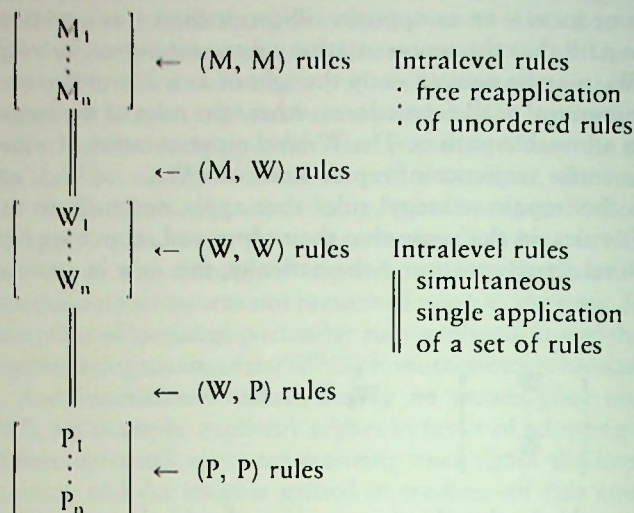 M1
← (M, M) rules Intralevel rules
⋮ free reapplication
Mn of unordered rules
← (M, W) rules
W1
← (W, W) rules Intralevel rules
Wn ‖ simultaneous
single application
of a set of rules
← (W, P) rules
P1
← (P, P) rules
Pn